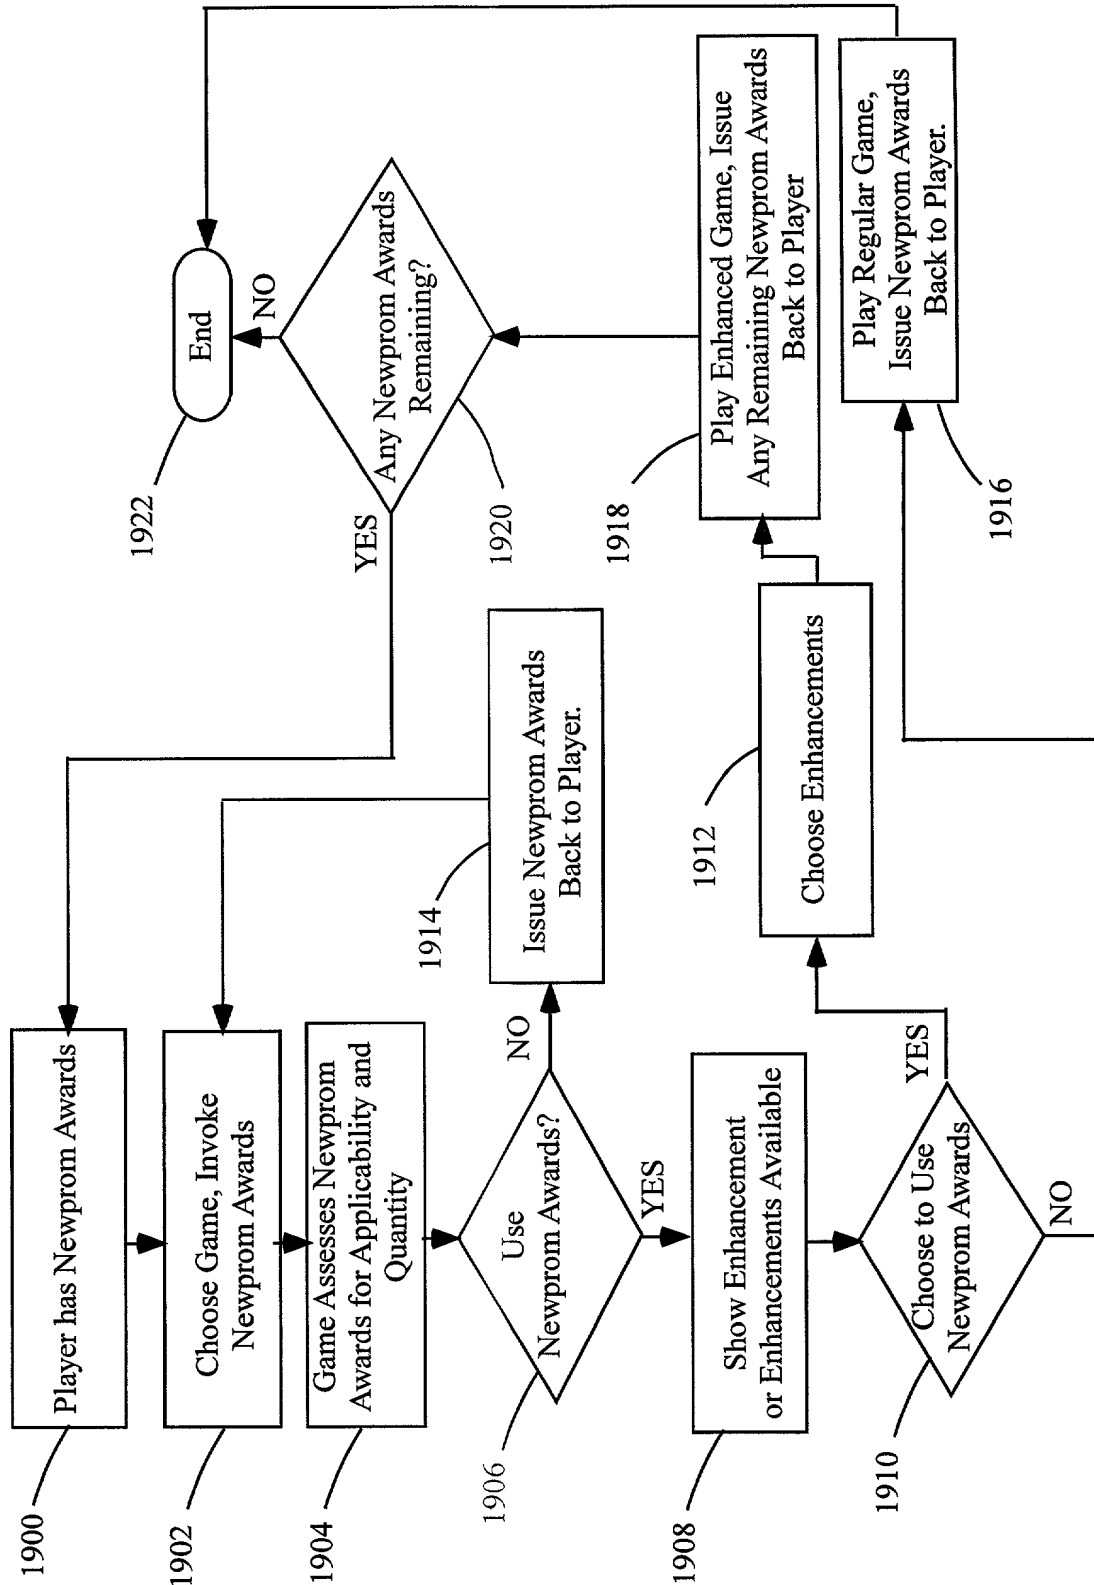 1900
Player has Newprom Awards
1902
Choose Game, Invoke
Newprom Awards
1904
Game Assesses Newprom
Awards for Applicability and
Quantity
1906
Use
Newprom Awards?
NO
YES
1914
Issue Newprom Awards
Back to Player.
1908
Show Enhancement
or Enhancements Available
1910
Choose to Use
Newprom Awards
YES
NO
1912
Choose Enhancements
1922
End
NO
YES
Any Newprom Awards
Remaining?
1920
1918
Play Enhanced Game, Issue
Any Remaining Newprom Awards
Back to Player
Play Regular Game,
Issue Newprom Awards
Back to Player.
1916